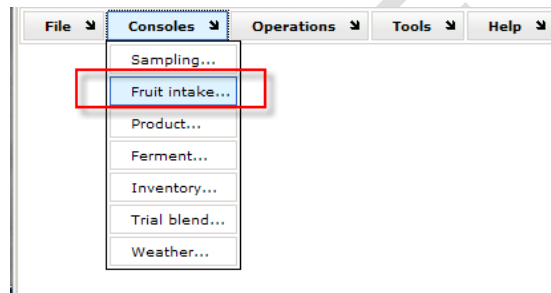 File Consoles Operations Tools Help
Sampling...
Fruit intake...
Product...
Ferment...
Inventory...
Trial blend...
Weather...